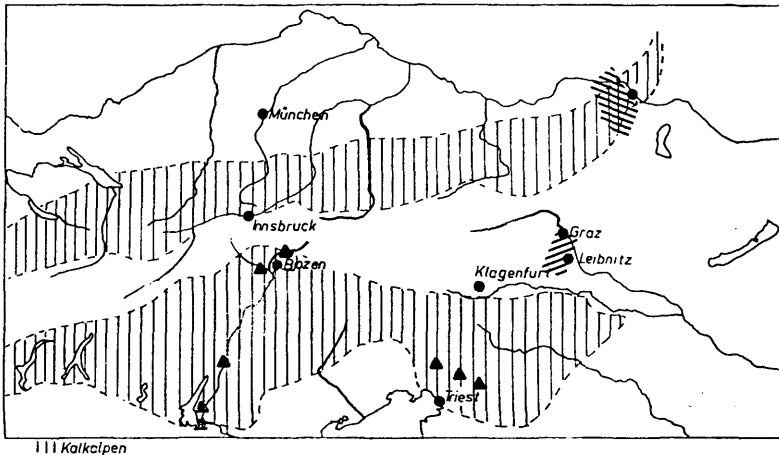 München
Innsbruck
Graz
Bozen
Leibnitz
Klagenfurt
Triest
||| Kalkalpen